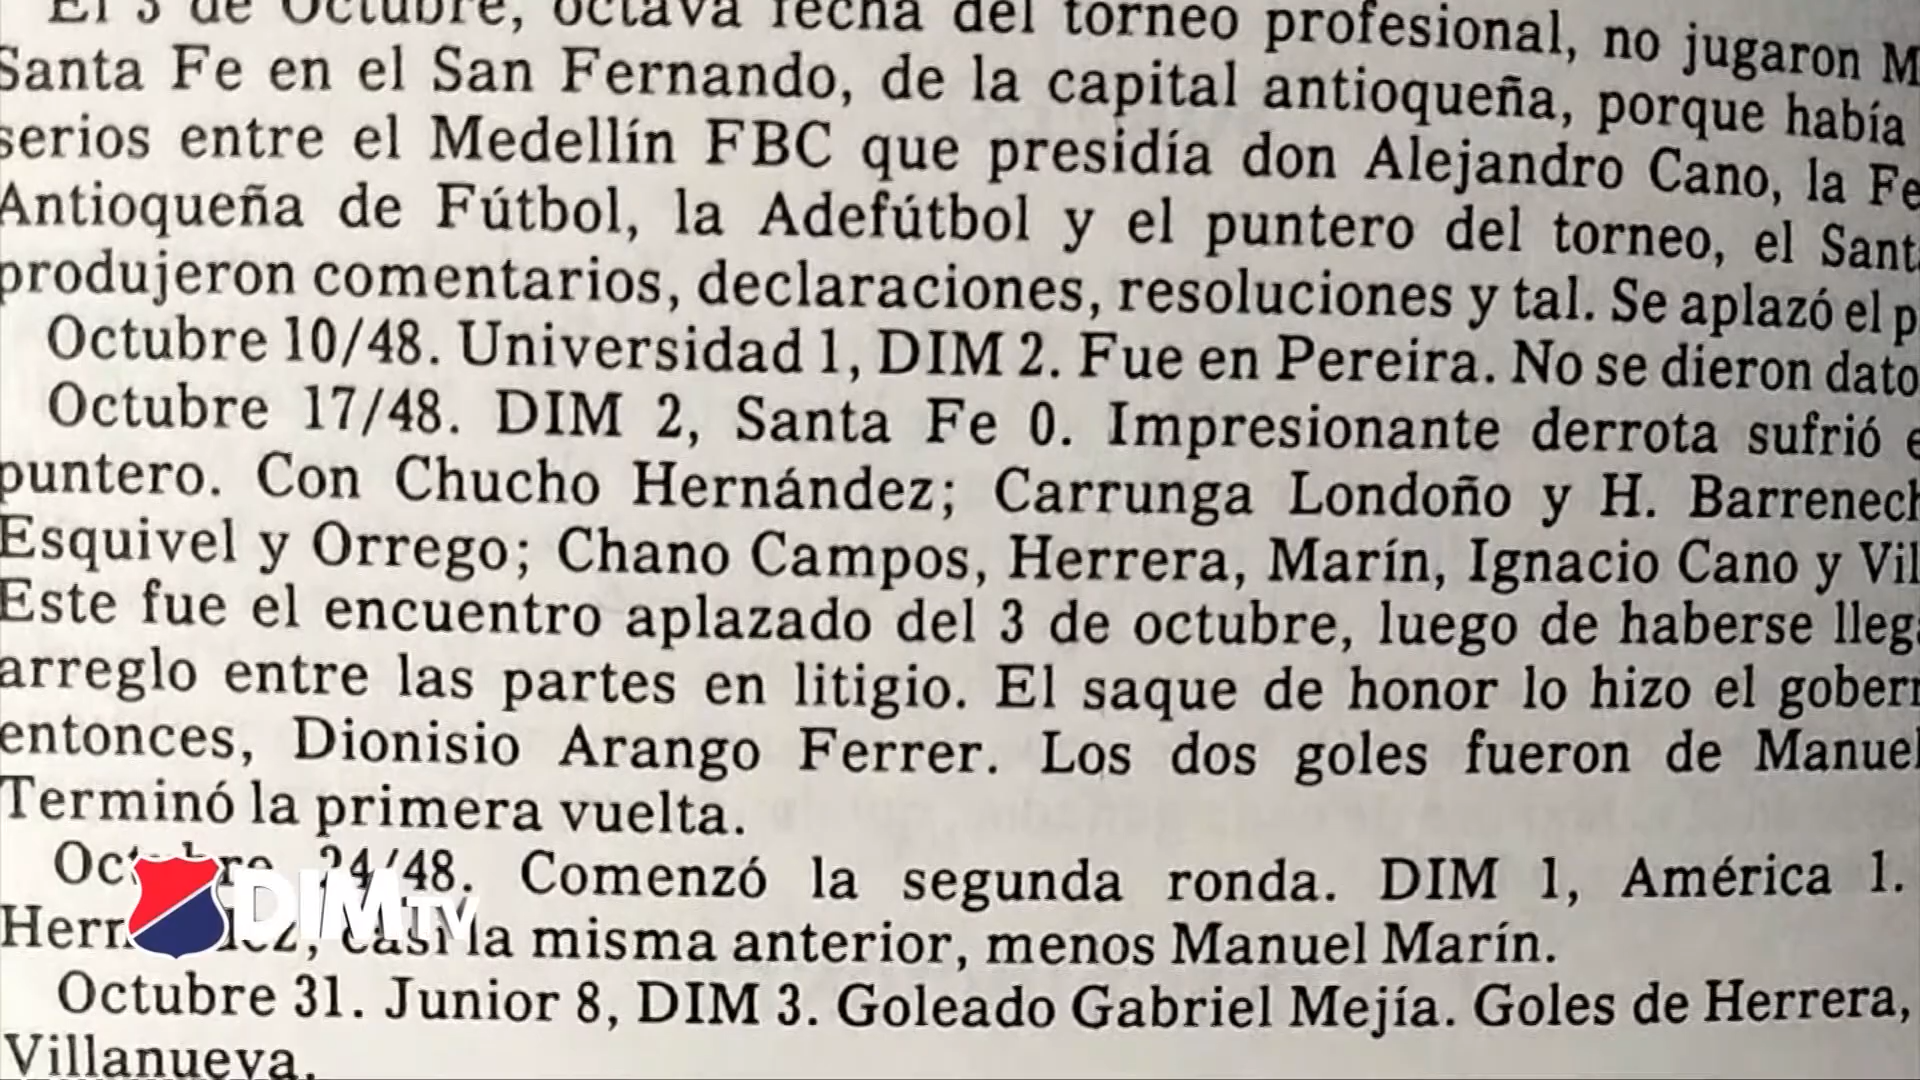 El 3 de Octubre, octava fecha del torneo profesional, no jugaron
Santa Fe en el San Fernando, de la capital antioqueña, porque había
serios entre el Medellín FBC que presidía don Alejandro Cano, la
Antioqueña de Fútbol, la Adefútbol y el puntero del torneo, el
produjeron comentarios, declaraciones, resoluciones y tal. Se aplazó el
Octubre 10/48. Universidad 1, DIM 2. Fue en Pereira. No se dieron
Octubre 17/48. DIM 2, Santa Fe 0. Impresionante derrota sufrió
puntero. Con Chucho Hernández; Carrunga Londoño y H.
Esquivel y Orrego; Chano Campos, Herrera, Marín, Ignacio Cano y
Este fue el encuentro aplazado del 3 de octubre, luego de haberse
arreglo entre las partes en litigio. El saque de honor lo hizo el
entonces, Dionisio Arango Ferrer. Los dos goles fueron de Manuel
Terminó la primera vuelta.
Octubre 24/48. Comenzó la segunda ronda. DIM 1, América 1.
casi la misma anterior, menos Manuel Marín.
Octubre 31. Junior 8, DIM 3. Goleado Gabriel Mejía. Goles de Herrera,
Villanueva.
DIM TV